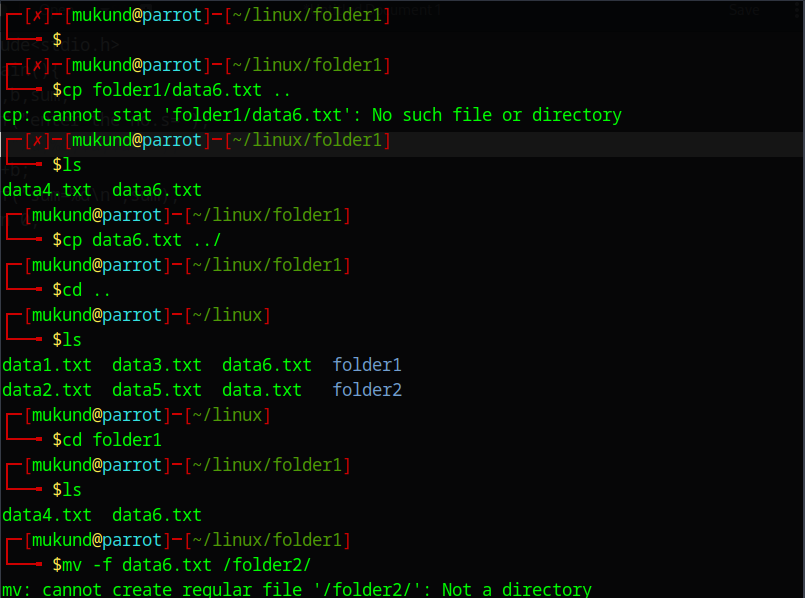 [✗]─[mukund@parrot]─[~/linux/folder1]
$
[✗]─[mukund@parrot]─[~/linux/folder1]
$cp folder1/data6.txt ..
cp: cannot stat 'folder1/data6.txt': No such file or directory
[✗]─[mukund@parrot]─[~/linux/folder1]
$ls
data4.txt  data6.txt
[mukund@parrot]─[~/linux/folder1]
$cp data6.txt ../
[mukund@parrot]─[~/linux/folder1]
$cd ..
[mukund@parrot]─[~/linux]
$ls
data1.txt  data3.txt  data6.txt  folder1
data2.txt  data5.txt  data.txt   folder2
[mukund@parrot]─[~/linux]
$cd folder1
[mukund@parrot]─[~/linux/folder1]
$ls
data4.txt  data6.txt
[mukund@parrot]─[~/linux/folder1]
$mv -f data6.txt /folder2/
mv: cannot create regular file '/folder2/': Not a directory